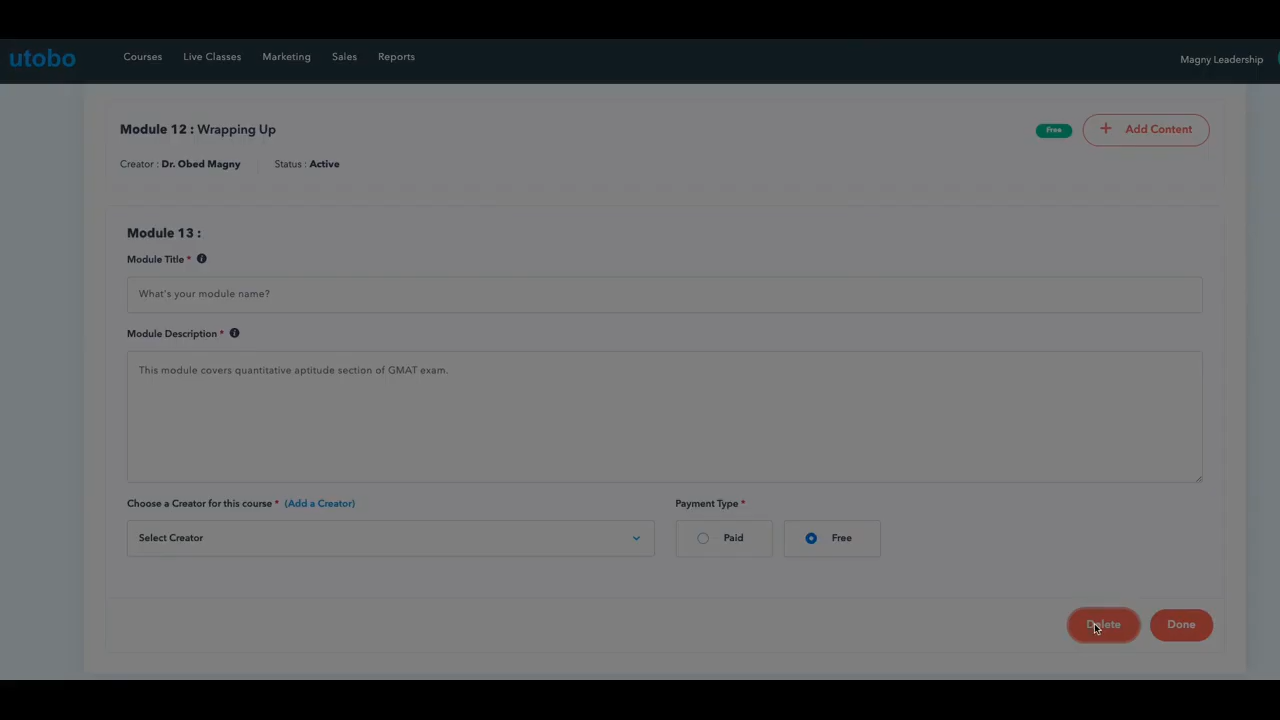 utobo Courses Live Classes Marketing Sales Reports Magny Leadership
Module 12 : Wrapping Up Free + Add Content
Creator : Dr. Obed Magny Status : Active
Module 13 :
Module Title *
What's your module name?
Module Description *
This module covers quantitative aptitude section of GMAT exam.
Choose a Creator for this course * (Add a Creator) Payment Type *
Select Creator Paid Free
Delete Done